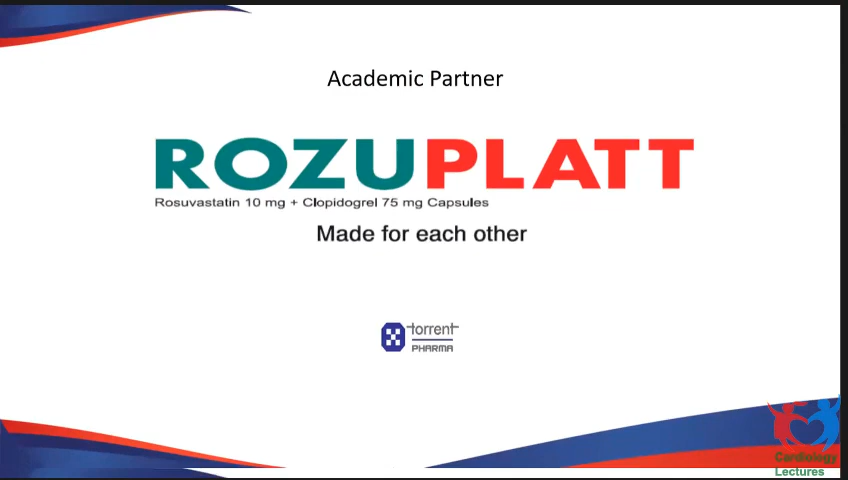 Academic Partner
ROZUPLATT
Rosuvastatin 10 mg + Clopidogrel 75 mg Capsules
Made for each other
torrent
PHARMA
Cardiology
Lectures